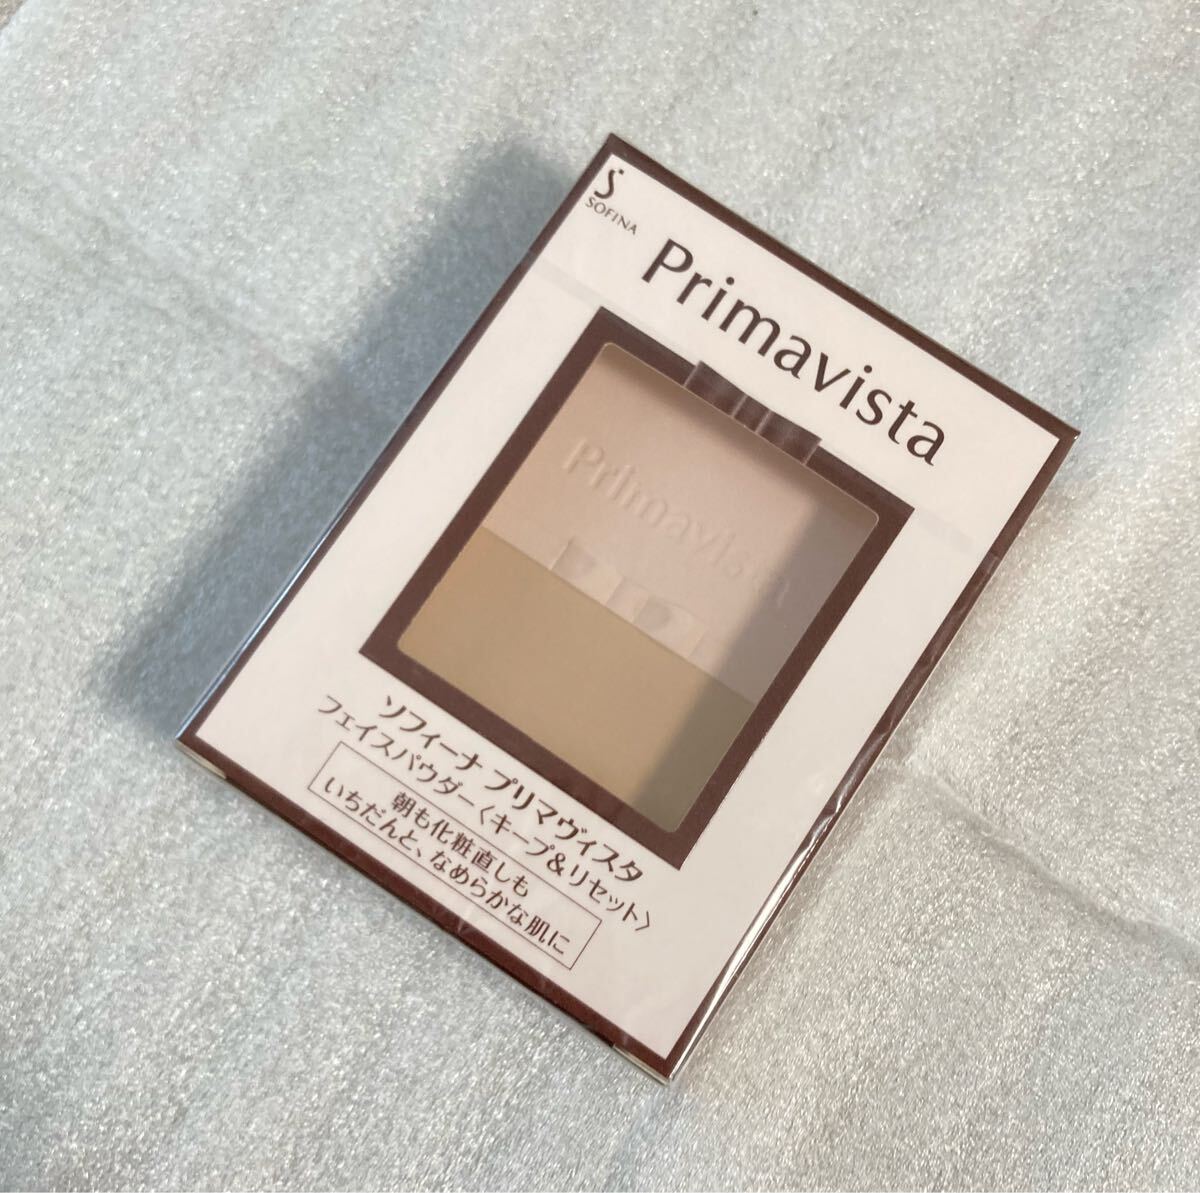 S
SOFINA
Primavista
Primavista
ソフィーナ プリマヴィスタ
フェイスパウダー〈キープ&リセット〉
朝も化粧直しも
いちだんと、なめらかな肌に